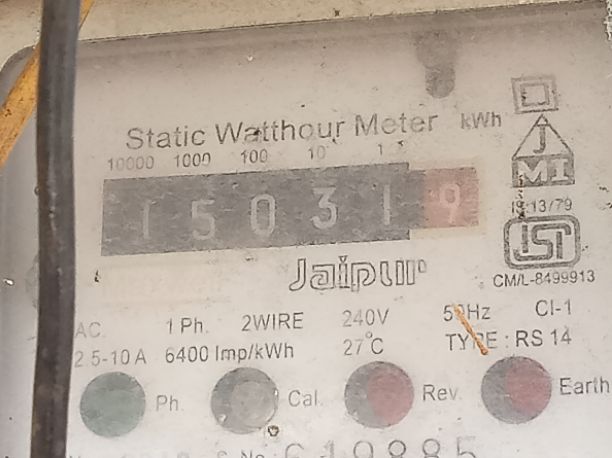 Static Watthour Meter kWh
10000 1000 100 10 1
1 5 0 3 1 9
J
MI
IS 13779
ISI
Jaipur
CM/L-8499913
AC. 1 Ph. 2WIRE 240V 50Hz Cl-1
2.5-10 A 6400 Imp/kWh 27°C TYPE : RS 14
Ph. Cal. Rev. Earth